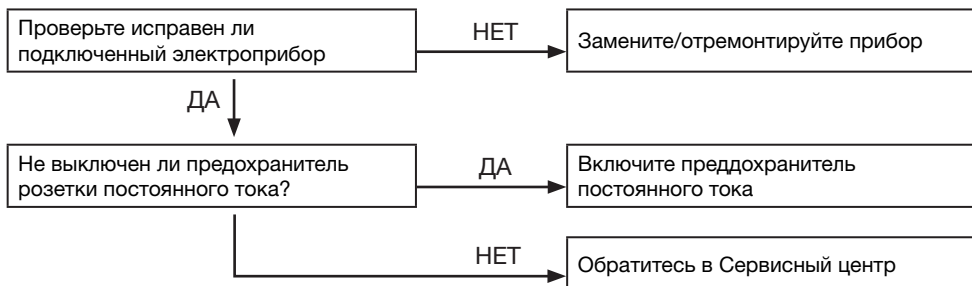 Проверьте исправен ли
подключенный электроприбор
НЕТ
Замените/отремонтируйте прибор
ДА
Не выключен ли предохранитель
розетки постоянного тока?
ДА
Включите преддохранитель
постоянного тока
НЕТ
Обратитесь в Сервисный центр